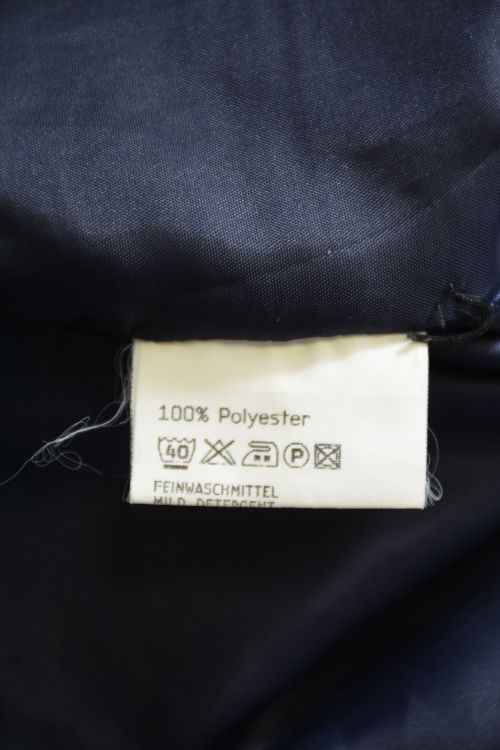 100% Polyester
40 P
FEINWASCHMITTEL
MILD DETERGENT